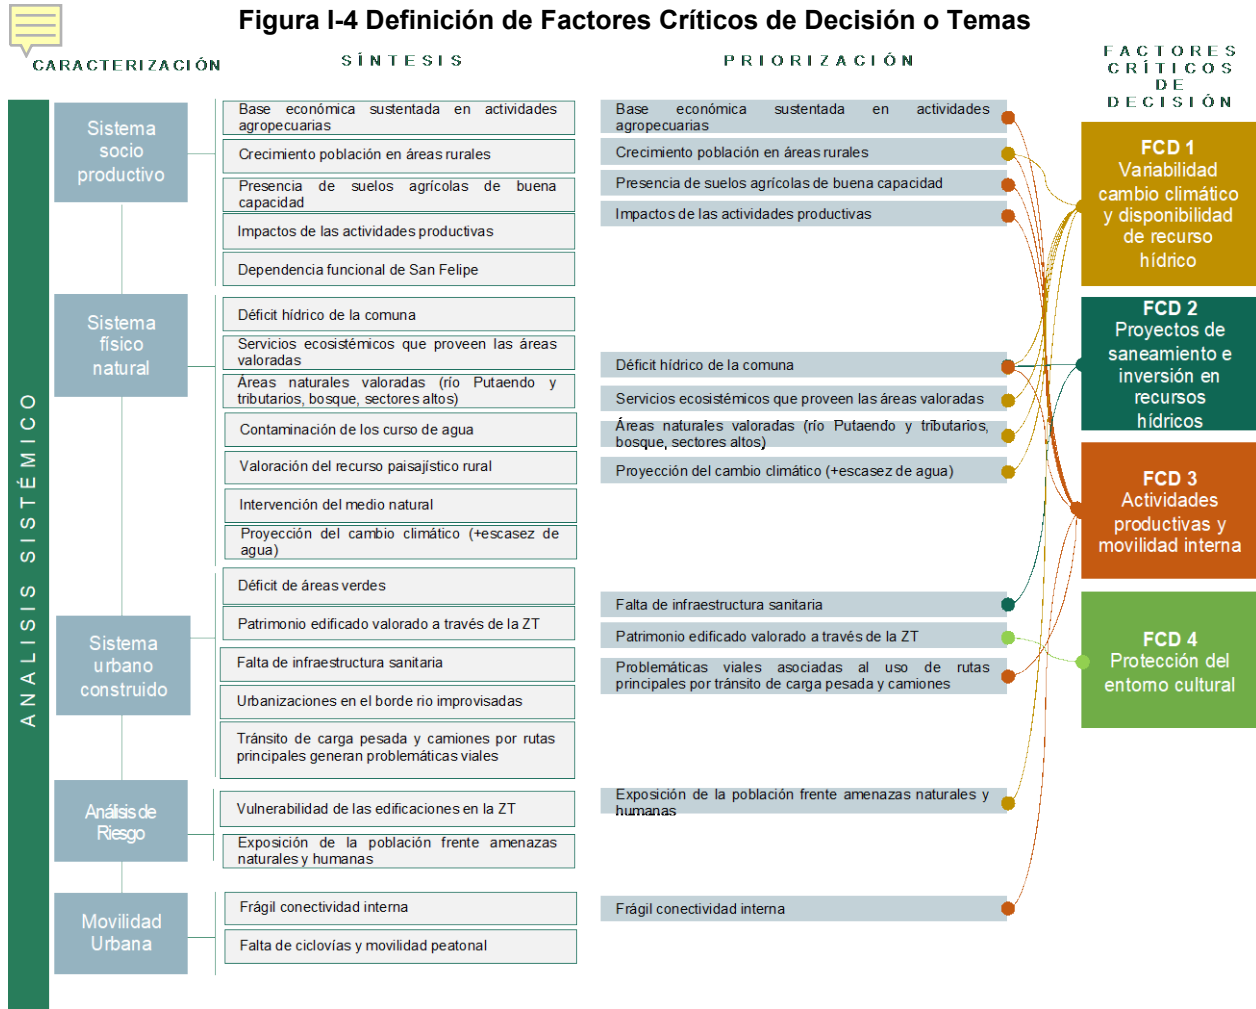 Figura I-4 Definición de Factores Críticos de Decisión o Temas
CARACTERIZACIÓN
SÍNTESIS
PRIORIZACIÓN
FACTORES
CRÍTICOS
DE
DECISIÓN
ANALISIS SISTÉMICO
Sistema
socio
productivo
Base económica sustentada en actividades
agropecuarias
Crecimiento población en áreas rurales
Presencia de suelos agrícolas de buena
capacidad
Impactos de las actividades productivas
Dependencia funcional de San Felipe
Sistema
físico
natural
Déficit hídrico de la comuna
Servicios ecosistémicos que proveen las áreas
valoradas
Áreas naturales valoradas (río Putaendo y
tributarios, bosque, sectores altos)
Contaminación de los curso de agua
Valoración del recurso paisajístico rural
Intervención del medio natural
Proyección del cambio climático (+escasez de
agua)
Sistema
urbano
construido
Déficit de áreas verdes
Patrimonio edificado valorado a través de la ZT
Falta de infraestructura sanitaria
Urbanizaciones en el borde rio improvisadas
Tránsito de carga pesada y camiones por rutas
principales generan problemáticas viales
Análisis de
Riesgo
Vulnerabilidad de las edificaciones en la ZT
Exposición de la población frente amenazas
naturales y humanas
Movilidad
Urbana
Frágil conectividad interna
Falta de ciclovías y movilidad peatonal
Base económica sustentada en actividades
agropecuarias
Crecimiento población en áreas rurales
Presencia de suelos agrícolas de buena capacidad
Impactos de las actividades productivas
Déficit hídrico de la comuna
Servicios ecosistémicos que proveen las áreas valoradas
Áreas naturales valoradas (río Putaendo y tributarios,
bosque, sectores altos)
Proyección del cambio climático (+escasez de agua)
Falta de infraestructura sanitaria
Patrimonio edificado valorado a través de la ZT
Problemáticas viales asociadas al uso de rutas
principales por tránsito de carga pesada y camiones
Exposición de la población frente amenazas naturales y
humanas
Frágil conectividad interna
FCD 1
Variabilidad
cambio climático
y disponibilidad
de recurso
hídrico
FCD 2
Proyectos de
saneamiento e
inversión en
recursos
hídricos
FCD 3
Actividades
productivas y
movilidad interna
FCD 4
Protección del
entorno cultural